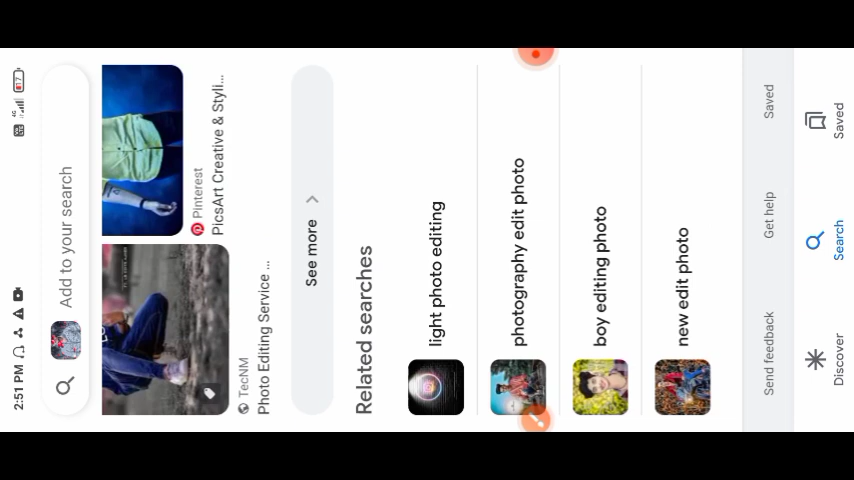 2:51 PM
4G
17
Add to your search
TecNM
Photo Editing Service ...
Pinterest
PicsArt Creative & Styli...
See more
Related searches
light photo editing
photography edit photo
boy editing photo
new edit photo
Send feedback
Get help
Saved
Discover
Search
Saved